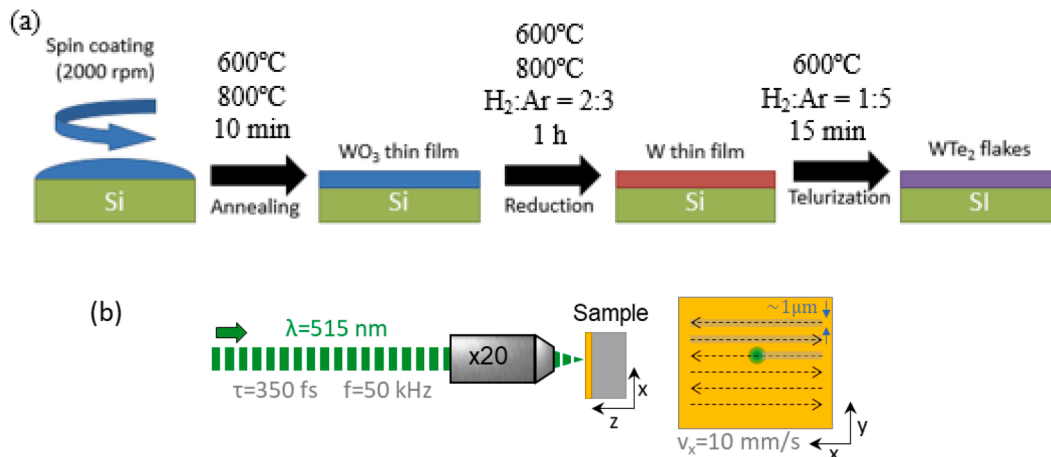 (a)
Spin coating
(2000 rpm)
Si
600°C
800°C
10 min
Annealing
WO₃ thin film
Si
600°C
800°C
H₂:Ar = 2:3
1 h
Reduction
W thin film
Si
600°C
H₂:Ar = 1:5
15 min
Telurization
WTe₂ flakes
SI
(b)
λ=515 nm
τ=350 fs f=50 kHz
x20
Sample
x
z
~1μm
vₓ=10 mm/s
y
x